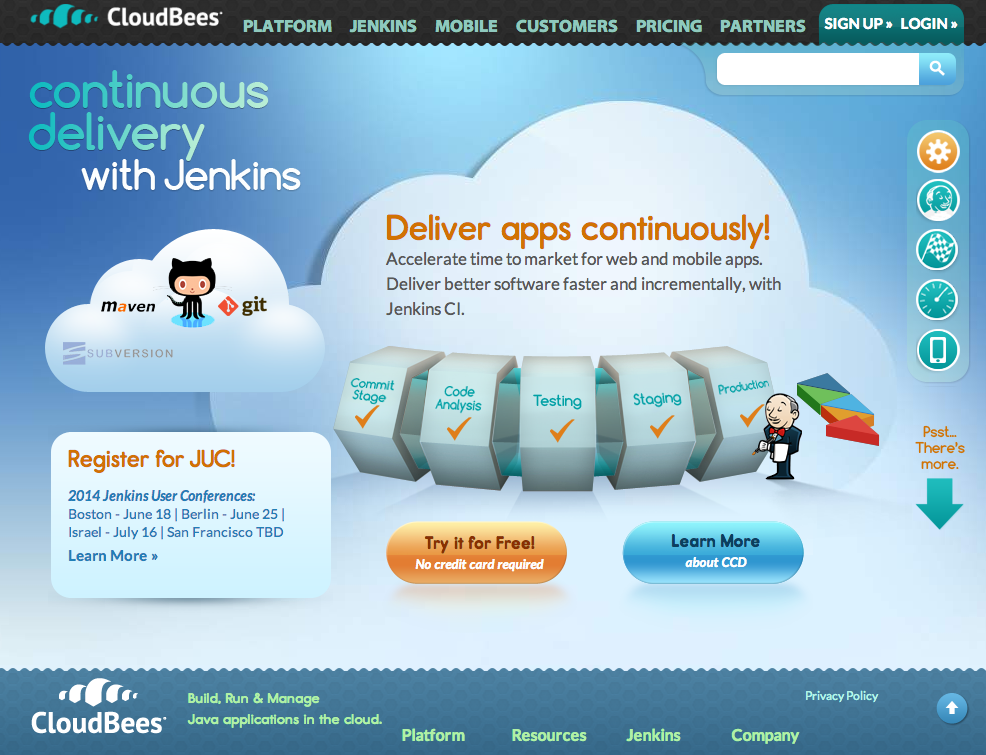 CloudBees
PLATFORM JENKINS MOBILE CUSTOMERS PRICING PARTNERS SIGN UP » LOGIN »
continuous
delivery
with Jenkins
maven git
SUBVERSION
Deliver apps continuously!
Accelerate time to market for web and mobile apps.
Deliver better software faster and incrementally, with
Jenkins CI.
Commit
Stage
Code
Analysis
Testing
Staging
Production
Psst...
There's
more.
Register for JUC!
2014 Jenkins User Conferences:
Boston - June 18 | Berlin - June 25 |
Israel - July 16 | San Francisco TBD
Learn More »
Try it for Free!
No credit card required
Learn More
about CCD
CloudBees
Build, Run & Manage
Java applications in the cloud.
Privacy Policy
Platform Resources Jenkins Company